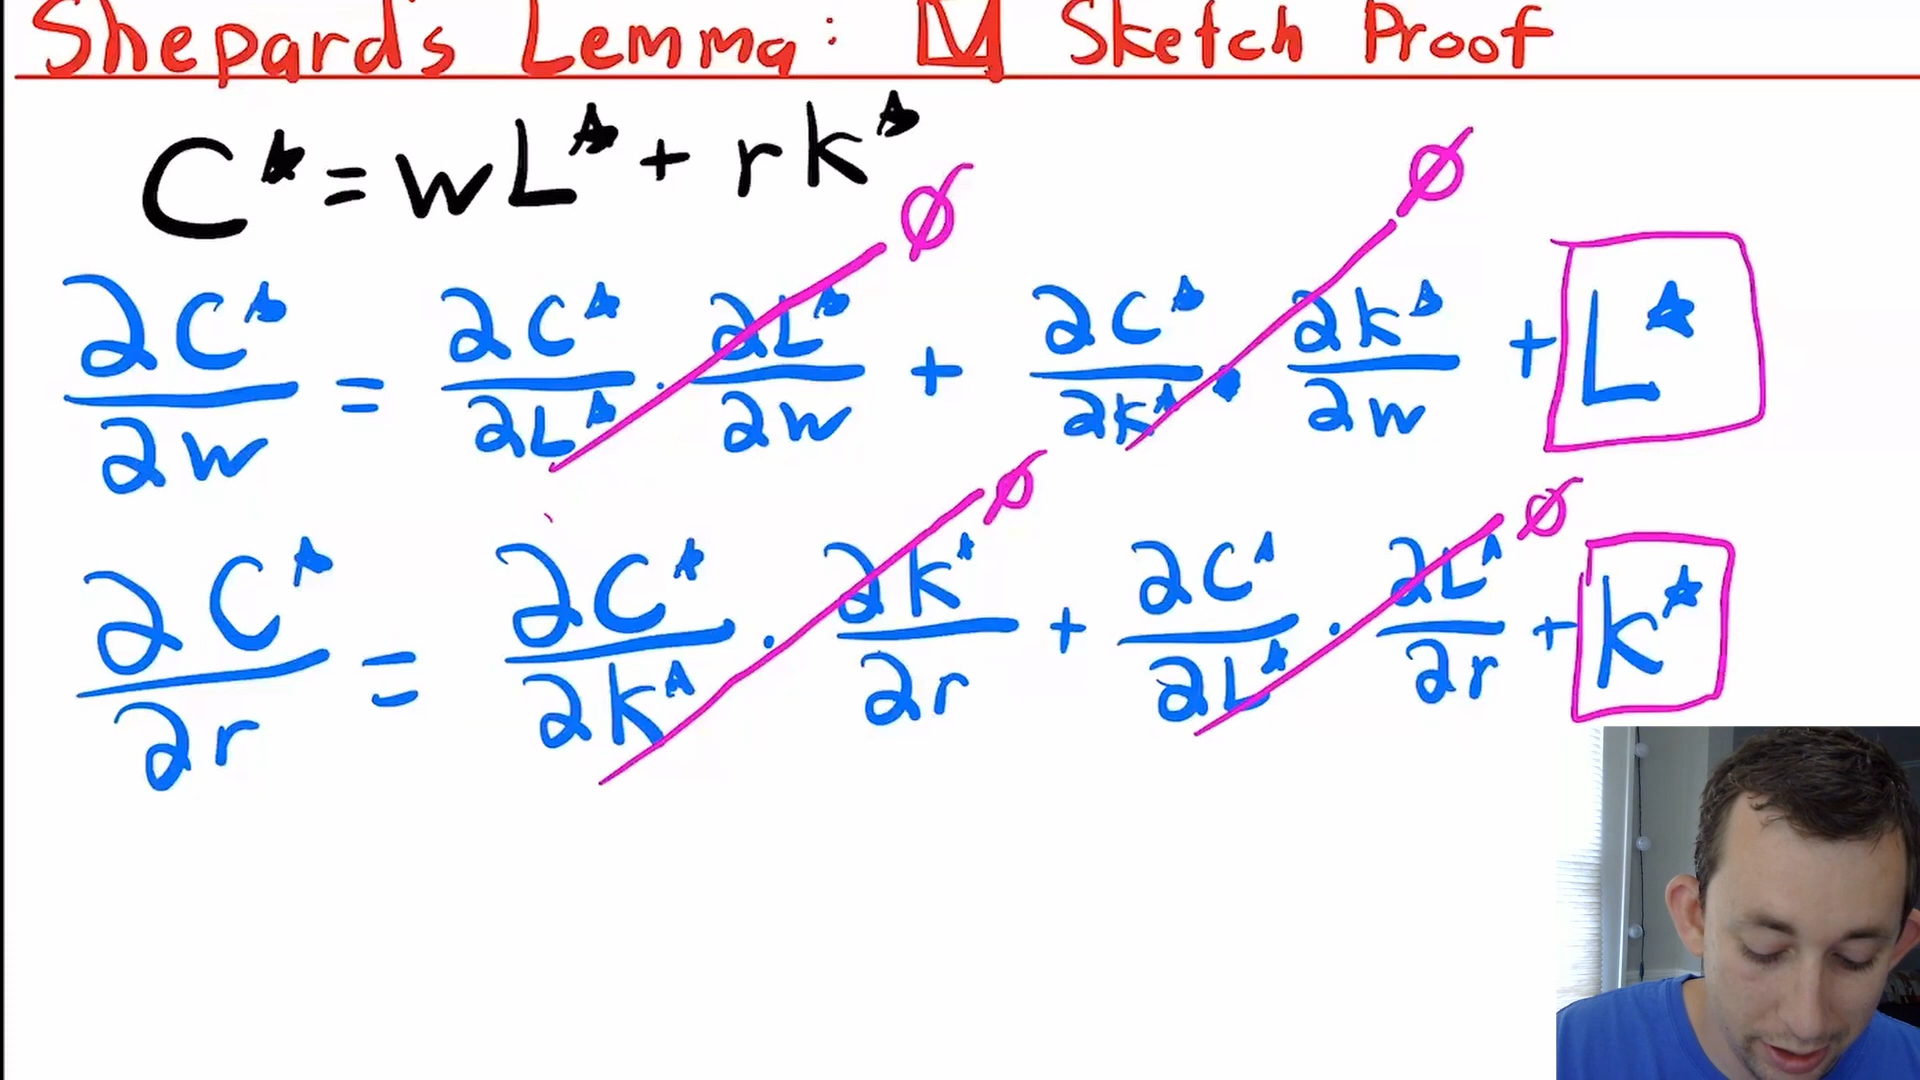 Shepard's Lemma: ☑ Sketch Proof
C* = wL* + rk*
∂C*/∂w = ∂C*/∂L* · ∂L*/∂w + ∂C*/∂k* · ∂k*/∂w + L*
∅ ∅
∂C*/∂r = ∂C*/∂k* · ∂k*/∂r + ∂C*/∂L* · ∂L*/∂r + k*
∅ ∅